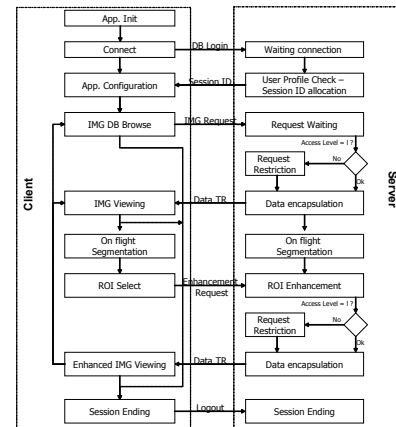 App. Init
Connect
DB Login
Waiting connection
Session ID
App. Configuration
User Profile Check –
Session ID allocation
IMG DB Browse
IMG Request
Request Waiting
Access Level = l ?
Request
Restriction
No
Ok
Client
Server
IMG Viewing
Data TR
Data encapsulation
On flight
Segmentation
On flight
Segmentation
ROI Select
Enhancement
Request
ROI Enhancement
Access Level = l ?
Request
Restriction
No
Ok
Enhanced IMG Viewing
Data TR
Data encapsulation
Session Ending
Logout
Session Ending